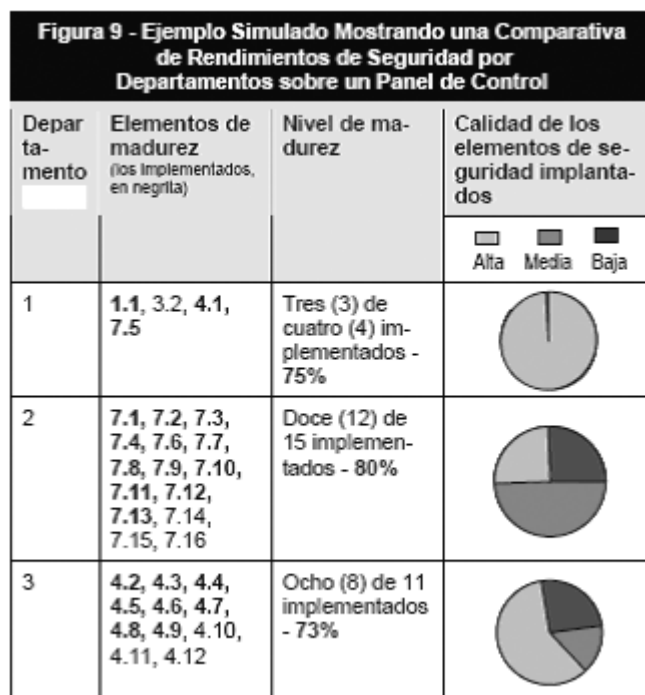 Figura 9 - Ejemplo Simulado Mostrando una Comparativa
de Rendimientos de Seguridad por
Departamentos sobre un Panel de Control
Depar
ta-
mento
Elementos de
madurez
(los implementados,
en negrita)
Nivel de ma-
durez
Calidad de los
elementos de se-
guridad implanta-
dos
Alta Media Baja
1
1.1, 3.2, 4.1,
7.5
Tres (3) de
cuatro (4) im-
plementados -
75%
2
7.1, 7.2, 7.3,
7.4, 7.6, 7.7,
7.8, 7.9, 7.10,
7.11, 7.12,
7.13, 7.14,
7.15, 7.16
Doce (12) de
15 implemen-
tados - 80%
3
4.2, 4.3, 4.4,
4.5, 4.6, 4.7,
4.8, 4.9, 4.10,
4.11, 4.12
Ocho (8) de 11
implementados
- 73%